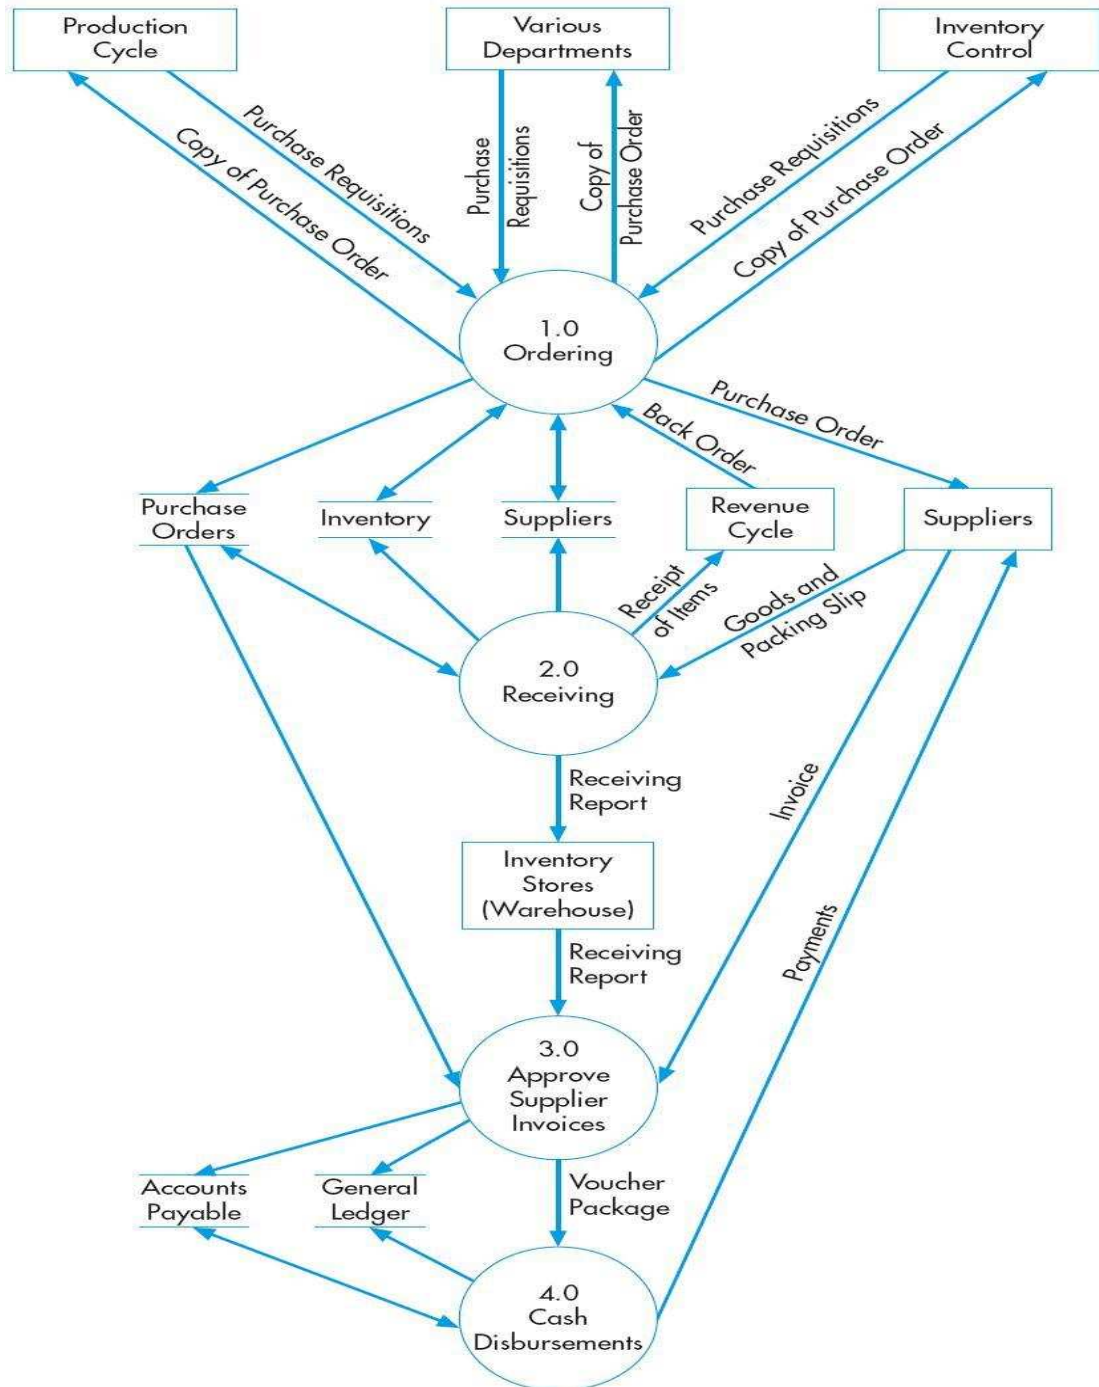 Production
Cycle
Various
Departments
Inventory
Control
Copy of Purchase Order
Purchase Requisitions
Purchase
Requisitions
Copy of
Purchase Order
Purchase Requisitions
Copy of Purchase Order
1.0
Ordering
Back Order
Purchase Order
Purchase
Orders
Inventory
Suppliers
Revenue
Cycle
Suppliers
Receipt
of Items
Goods and
Packing Slip
2.0
Receiving
Receiving
Report
Invoice
Inventory
Stores
(Warehouse)
Receiving
Report
Payments
3.0
Approve
Supplier
Invoices
Accounts
Payable
General
Ledger
Voucher
Package
4.0
Cash
Disbursements